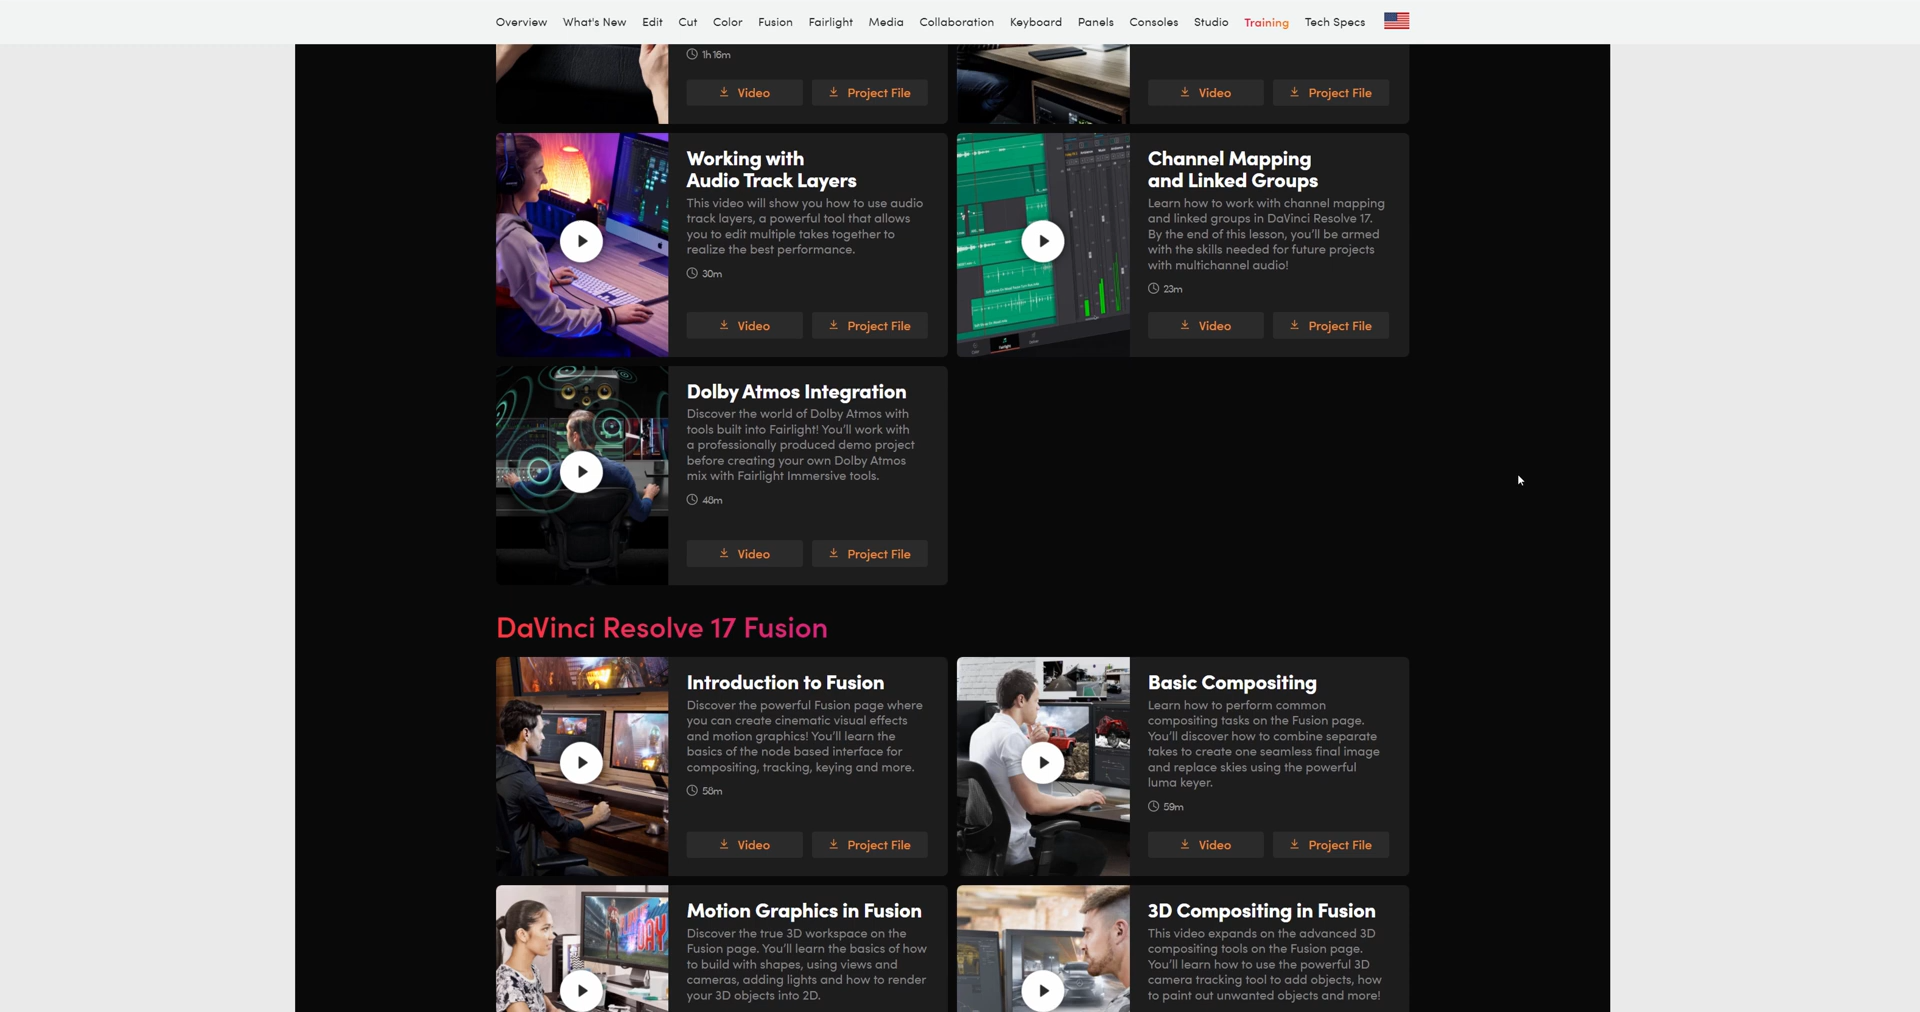 Overview What's New Edit Cut Color Fusion Fairlight Media Collaboration Keyboard Panels Consoles Studio Training Tech Specs
1h 16m
Video Project File
Video Project File
Working with
Audio Track Layers
This video will show you how to use audio
track layers, a powerful tool that allows
you to edit multiple takes together to
realize the best performance.
30m
Video Project File
Channel Mapping
and Linked Groups
Learn how to work with channel mapping
and linked groups in DaVinci Resolve 17.
By the end of this lesson, you'll be armed
with the skills needed for future projects
with multichannel audio!
23m
Video Project File
Dolby Atmos Integration
Discover the world of Dolby Atmos with
tools built into Fairlight! You'll work with
a professionally produced demo project
before creating your own Dolby Atmos
mix with Fairlight Immersive tools.
48m
Video Project File
DaVinci Resolve 17 Fusion
Introduction to Fusion
Discover the powerful Fusion page where
you can create cinematic visual effects
and motion graphics! You'll learn the
basics of the node based interface for
compositing, tracking, keying and more.
58m
Video Project File
Basic Compositing
Learn how to perform common
compositing tasks on the Fusion page.
You'll discover how to combine separate
takes to create one seamless final image
and replace skies using the powerful
luma keyer.
59m
Video Project File
Motion Graphics in Fusion
Discover the true 3D workspace on the
Fusion page. You'll learn the basics of how
to build with shapes, using views and
cameras, adding lights and how to render
your 3D objects into 2D.
3D Compositing in Fusion
This video expands on the advanced 3D
compositing tools on the Fusion page.
You'll learn how to use the powerful 3D
camera tracking tool to add objects, how
to paint out unwanted objects and more!